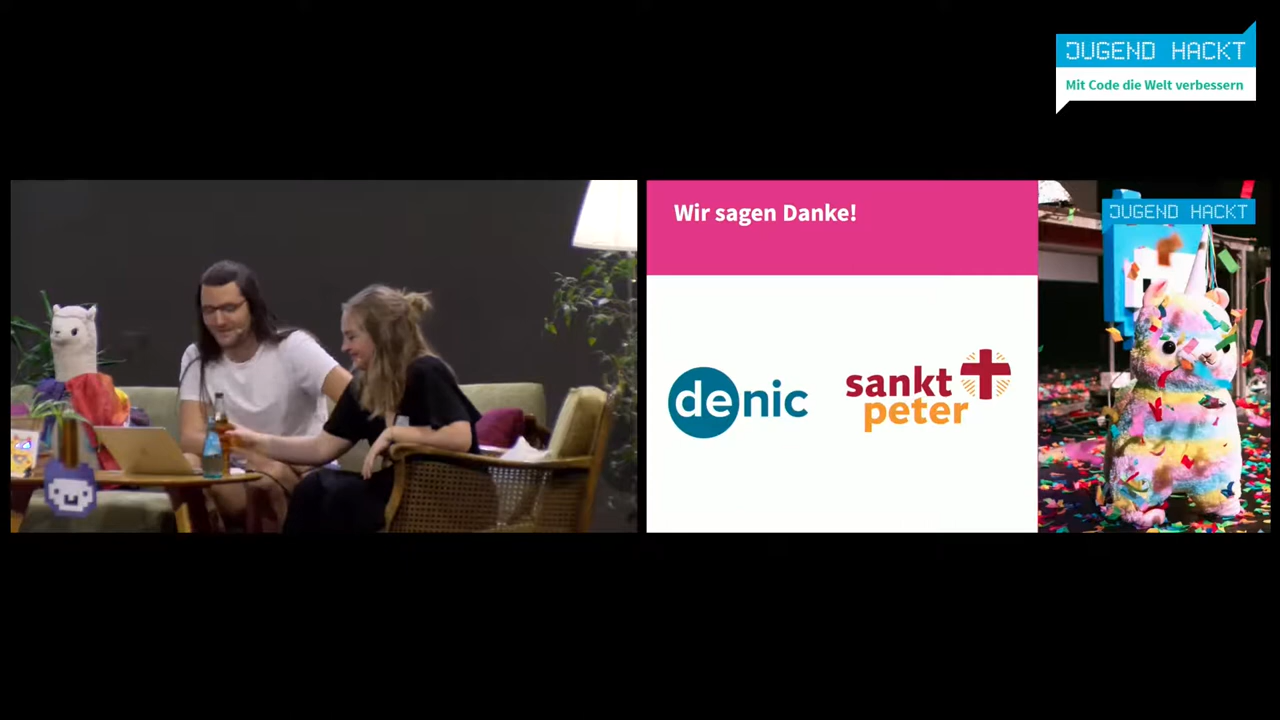 JUGEND HACKT
Mit Code die Welt verbessern
Wir sagen Danke!
JUGEND HACKT
denic
sankt
peter